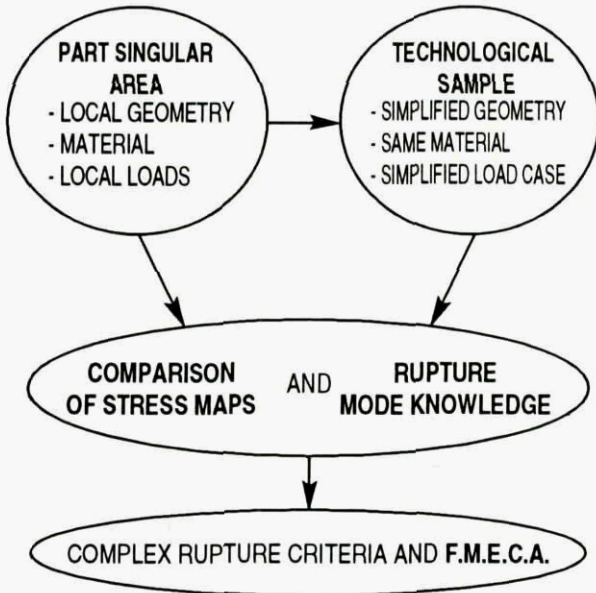 PART SINGULAR
AREA
- LOCAL GEOMETRY
- MATERIAL
- LOCAL LOADS
TECHNOLOGICAL
SAMPLE
- SIMPLIFIED GEOMETRY
- SAME MATERIAL
- SIMPLIFIED LOAD CASE
COMPARISON
OF STRESS MAPS
AND
RUPTURE
MODE KNOWLEDGE
COMPLEX RUPTURE CRITERIA AND F.M.E.C.A.